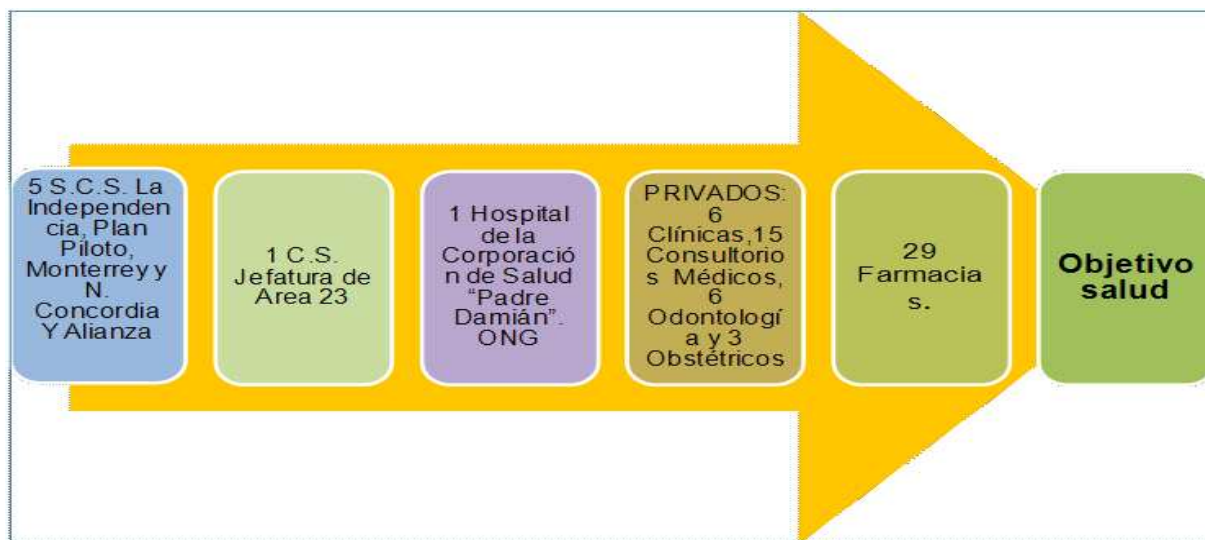 5 S.C.S. La
Independen
cia, Plan
Piloto,
Monterrey y
N.
Concordia
Y Alianza
1 C.S.
Jefatura de
Area 23
1 Hospital
de la
Corporació
n de Salud
“Padre
Damián”.
ONG
PRIVADOS:
6
Clínicas,15
Consultorio
s Médicos,
6
Odontologí
a y 3
Obstétricos
29
Farmacia
s.
Objetivo
salud